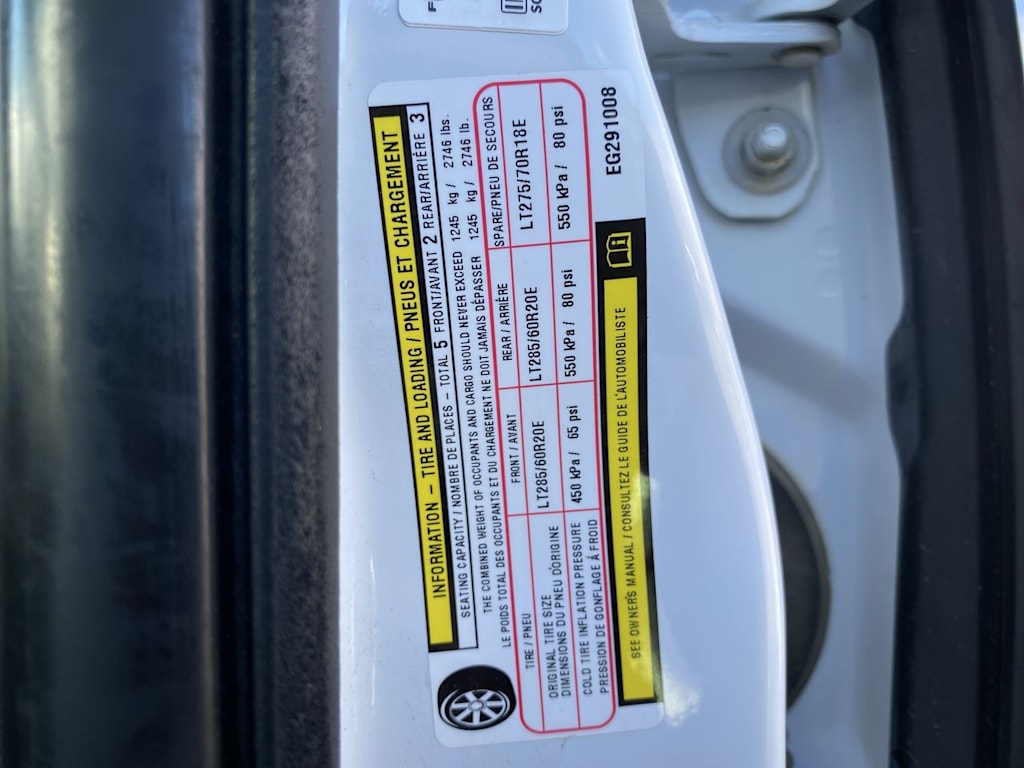 INFORMATION – TIRE AND LOADING / PNEUS ET CHARGEMENT
SEATING CAPACITY / NOMBRE DE PLACES – TOTAL 5 FRONT/AVANT 2 REAR/ARRIÈRE 3
THE COMBINED WEIGHT OF OCCUPANTS AND CARGO SHOULD NEVER EXCEED 1245 kg / 2746 lbs.
LE POIDS TOTAL DES OCCUPANTS ET DU CHARGEMENT NE DOIT JAMAIS DÉPASSER 1245 kg / 2746 lb.
TIRE / PNEU FRONT / AVANT REAR / ARRIÈRE SPARE/PNEU DE SECOURS
ORIGINAL TIRE SIZE LT285/60R20E LT285/60R20E LT275/70R18E
DIMENSIONS DU PNEU D'ORIGINE
COLD TIRE INFLATION PRESSURE 450 kPa / 65 psi 550 kPa / 80 psi 550 kPa / 80 psi
PRESSION DE GONFLAGE À FROID
SEE OWNER'S MANUAL / CONSULTEZ LE GUIDE DE L'AUTOMOBILISTE
EG291008